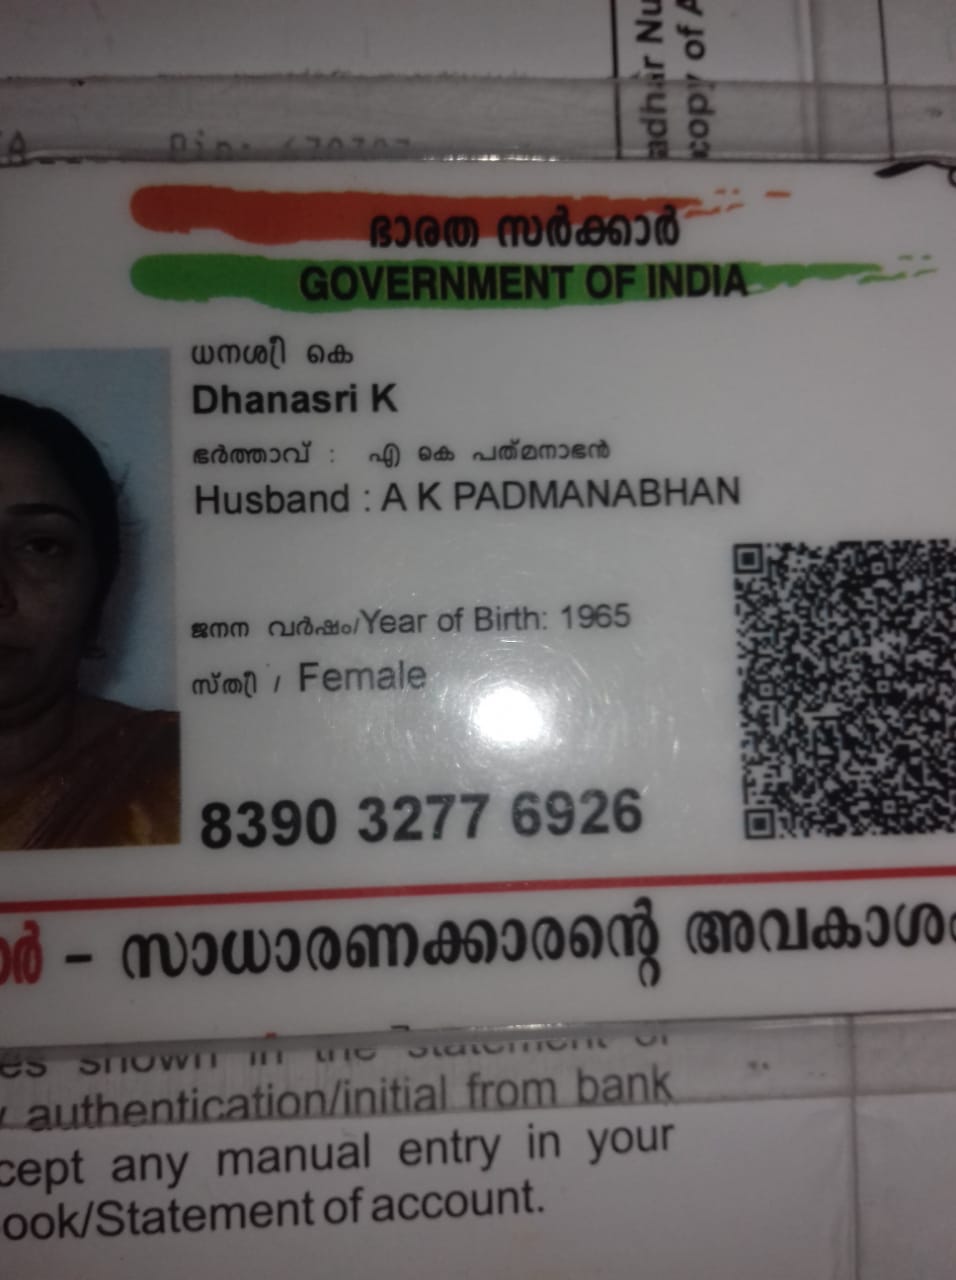 adhar Nu
copy of A
Pin: 670707
ഭാരത സർക്കാർ
GOVERNMENT OF INDIA
ധനശ്രീ കെ
Dhanasri K
ഭർത്താവ് : എ കെ പത്മനാഭൻ
Husband : A K PADMANABHAN
ജനന വർഷം/Year of Birth: 1965
സ്ത്രീ / Female
8390 3277 6926
– സാധാരണക്കാരന്റെ അവകാശം
shown in the statement of
authentication/initial from bank
cept any manual entry in your
ook/Statement of account.